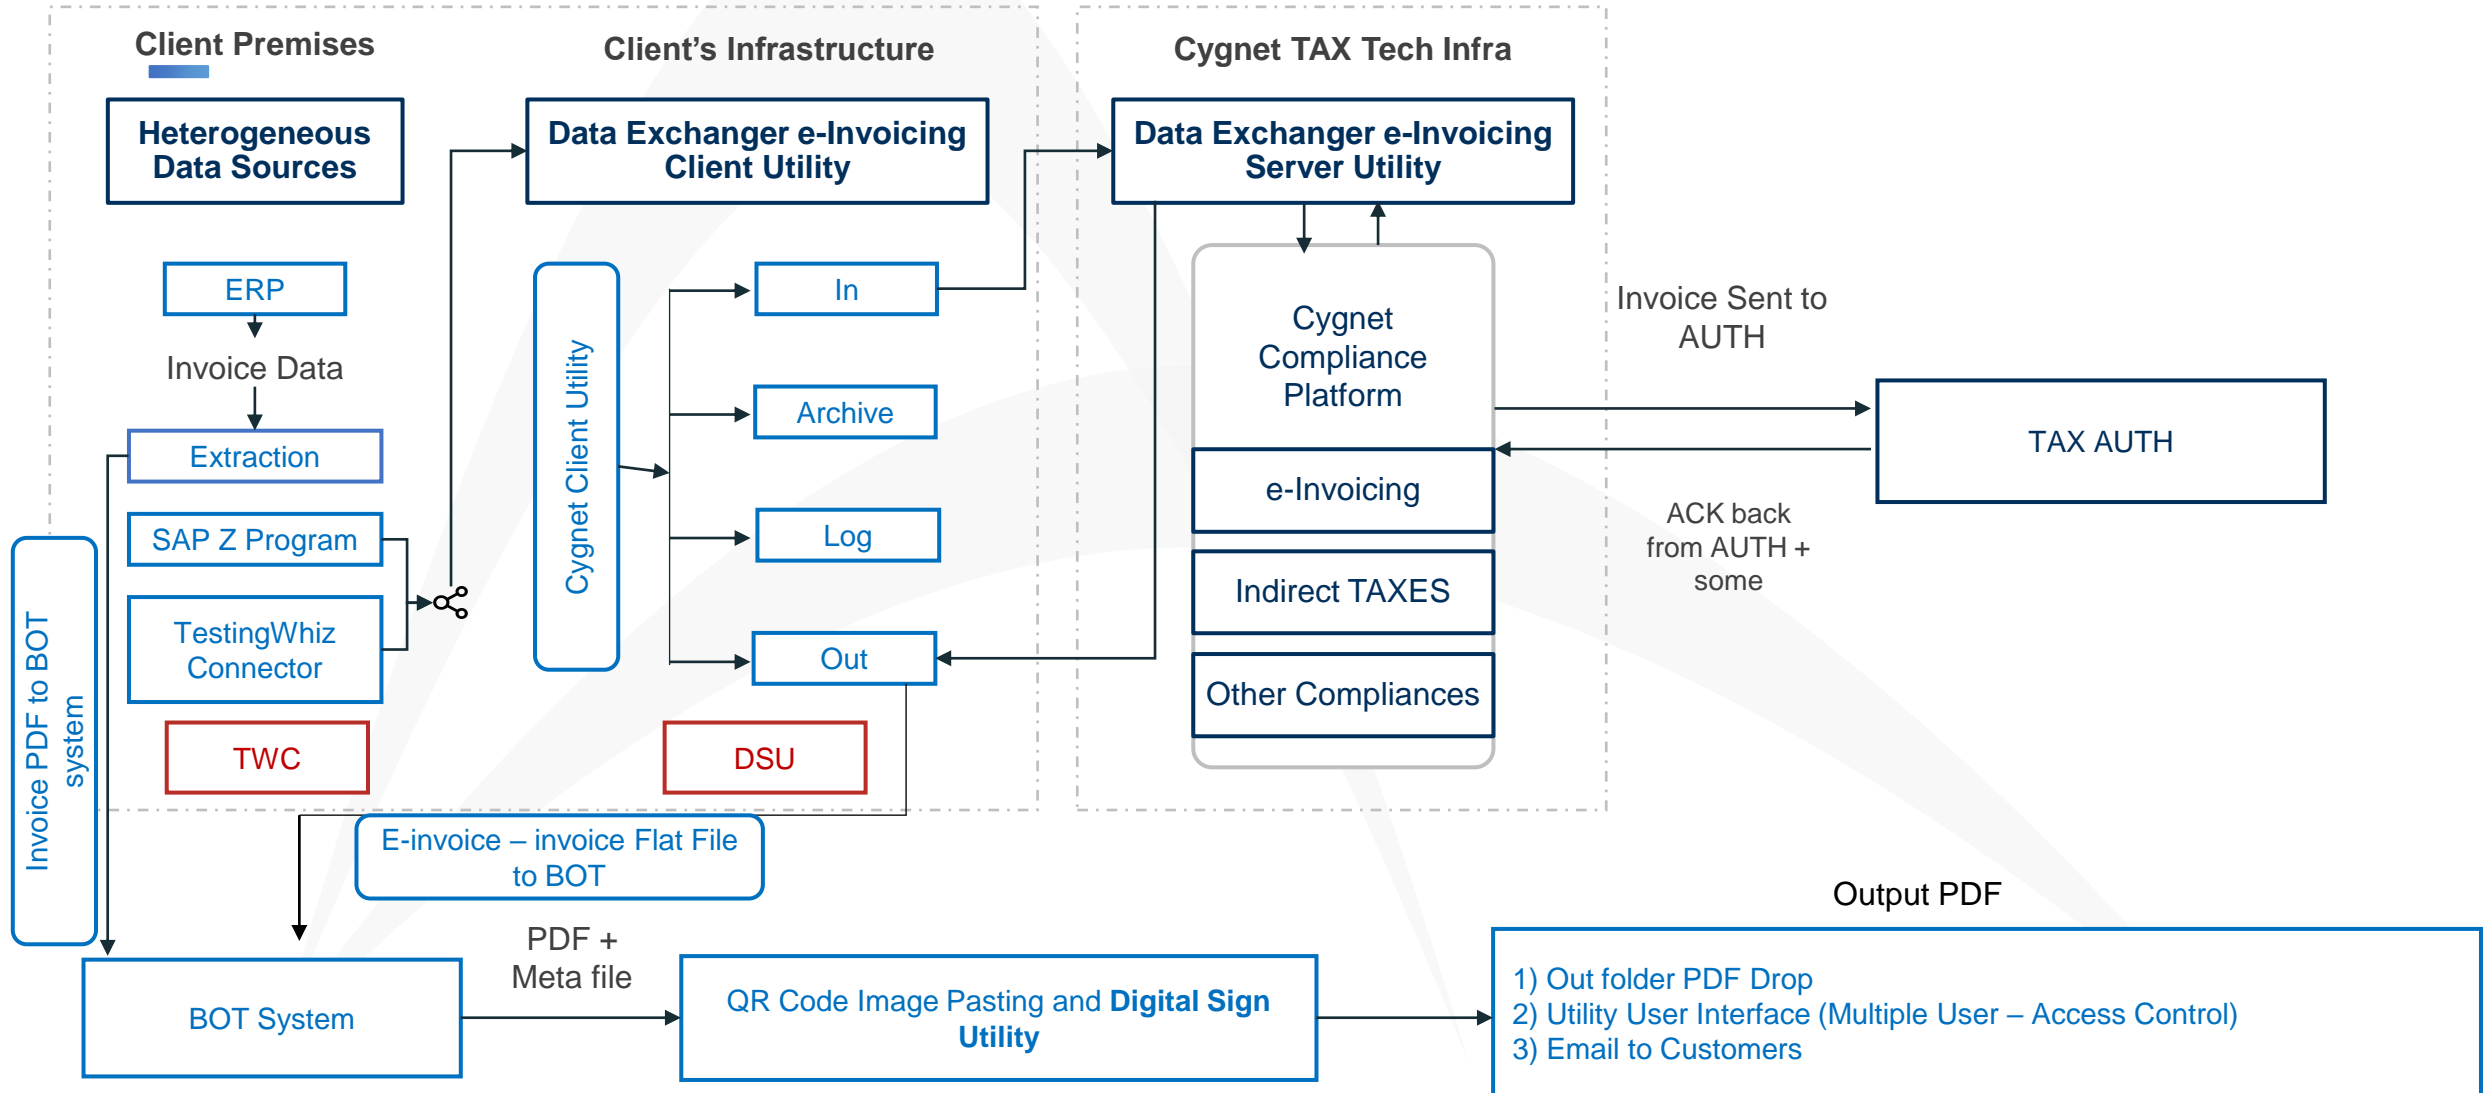 Client Premises
Client’s Infrastructure
Cygnet TAX Tech Infra
Heterogeneous
Data Sources
Data Exchanger e-Invoicing
Client Utility
Data Exchanger e-Invoicing
Server Utility
ERP
Invoice Data
Extraction
SAP Z Program
TestingWhiz
Connector
TWC
Invoice PDF to BOT
system
Cygnet Client Utility
In
Archive
Log
Out
DSU
Cygnet
Compliance
Platform
e-Invoicing
Indirect TAXES
Other Compliances
Invoice Sent to
AUTH
TAX AUTH
ACK back
from AUTH +
some
E-invoice – invoice Flat File
to BOT
BOT System
PDF +
Meta file
QR Code Image Pasting and Digital Sign
Utility
Output PDF
1) Out folder PDF Drop
2) Utility User Interface (Multiple User – Access Control)
3) Email to Customers